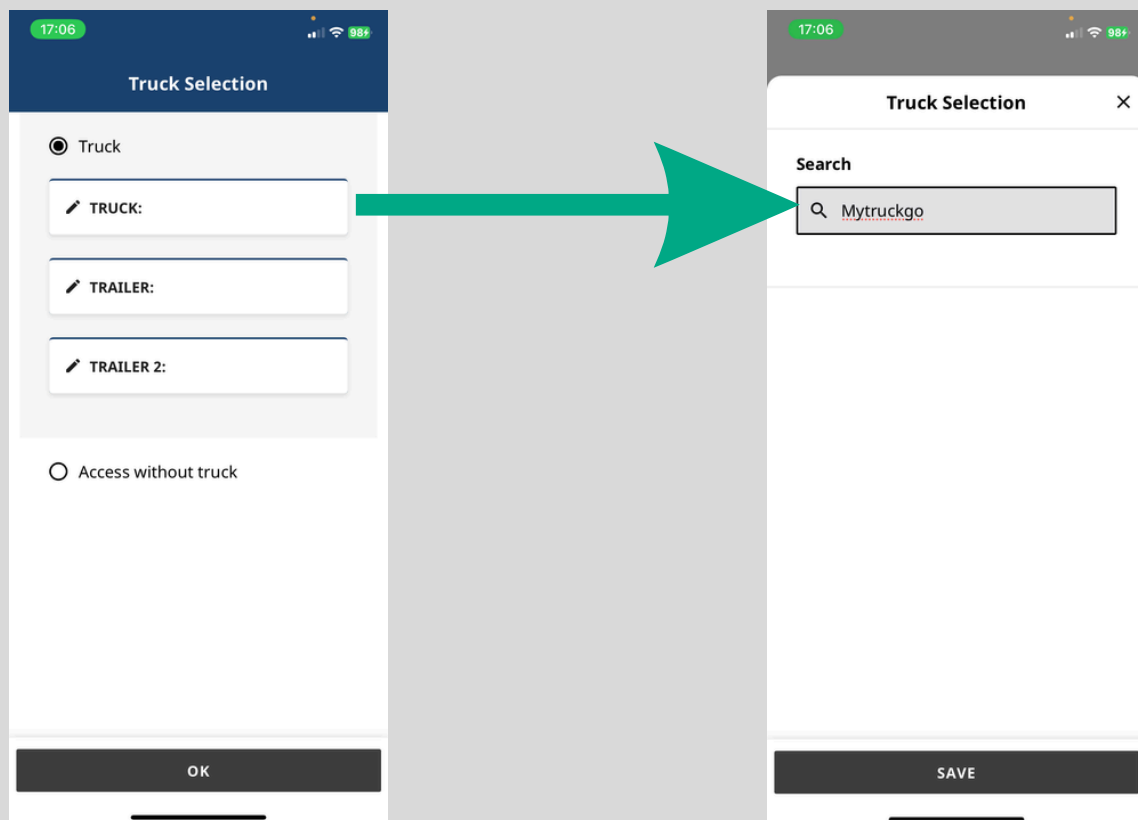 17:06
98
Truck Selection
Truck
TRUCK:
TRAILER:
TRAILER 2:
Access without truck
OK
17:06
98
Truck Selection
Search
Mytruckgo
SAVE